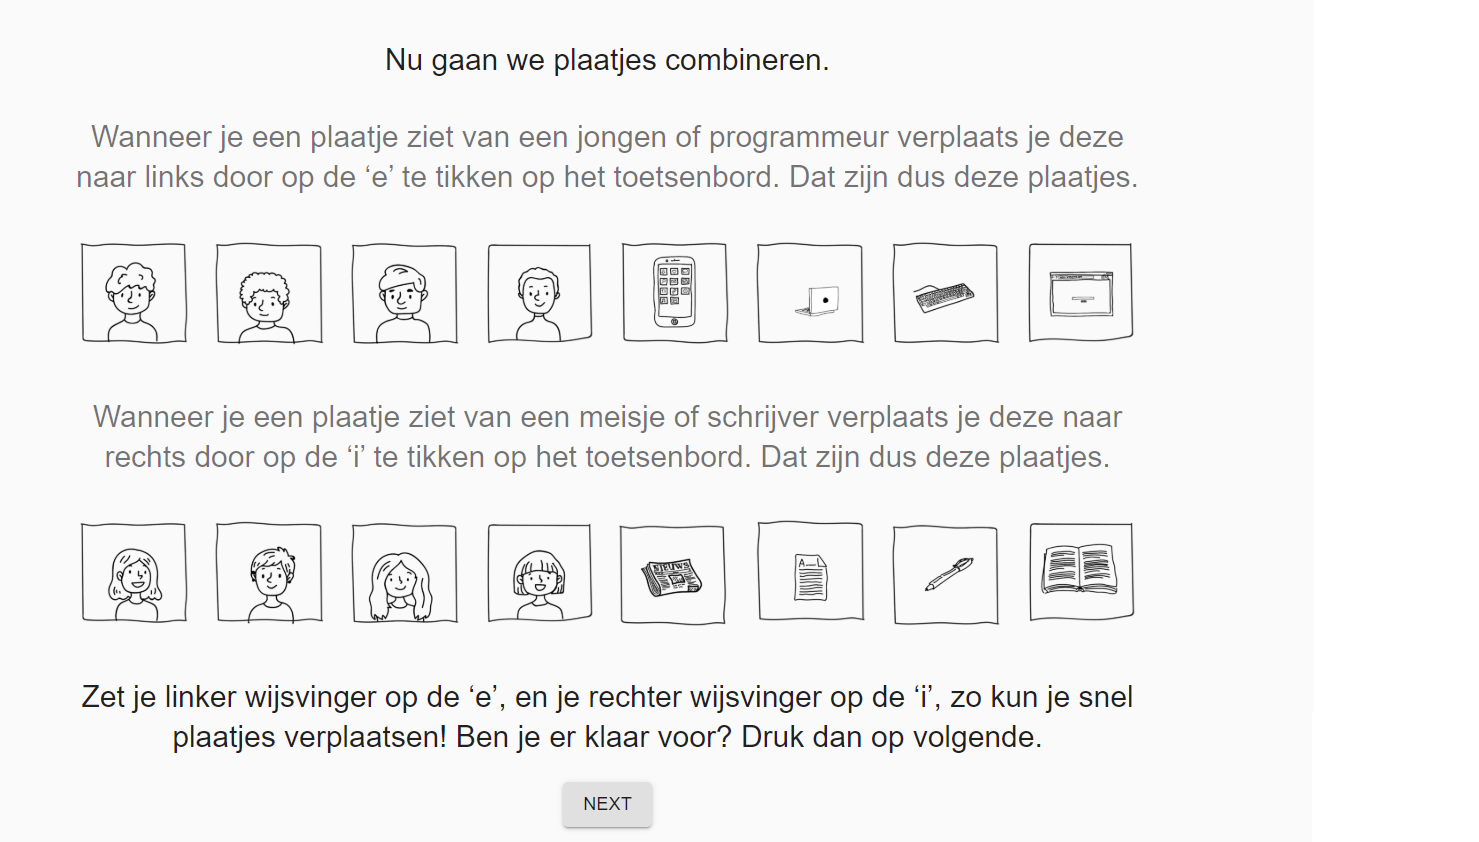 Nu gaan we plaatjes combineren.
Wanneer je een plaatje ziet van een jongen of programmeur verplaats je deze
naar links door op de ‘e’ te tikken op het toetsenbord. Dat zijn dus deze plaatjes.
Wanneer je een plaatje ziet van een meisje of schrijver verplaats je deze naar
rechts door op de ‘i’ te tikken op het toetsenbord. Dat zijn dus deze plaatjes.
NIEUWS
A
Zet je linker wijsvinger op de ‘e’, en je rechter wijsvinger op de ‘i’, zo kun je snel
plaatjes verplaatsen! Ben je er klaar voor? Druk dan op volgende.
NEXT